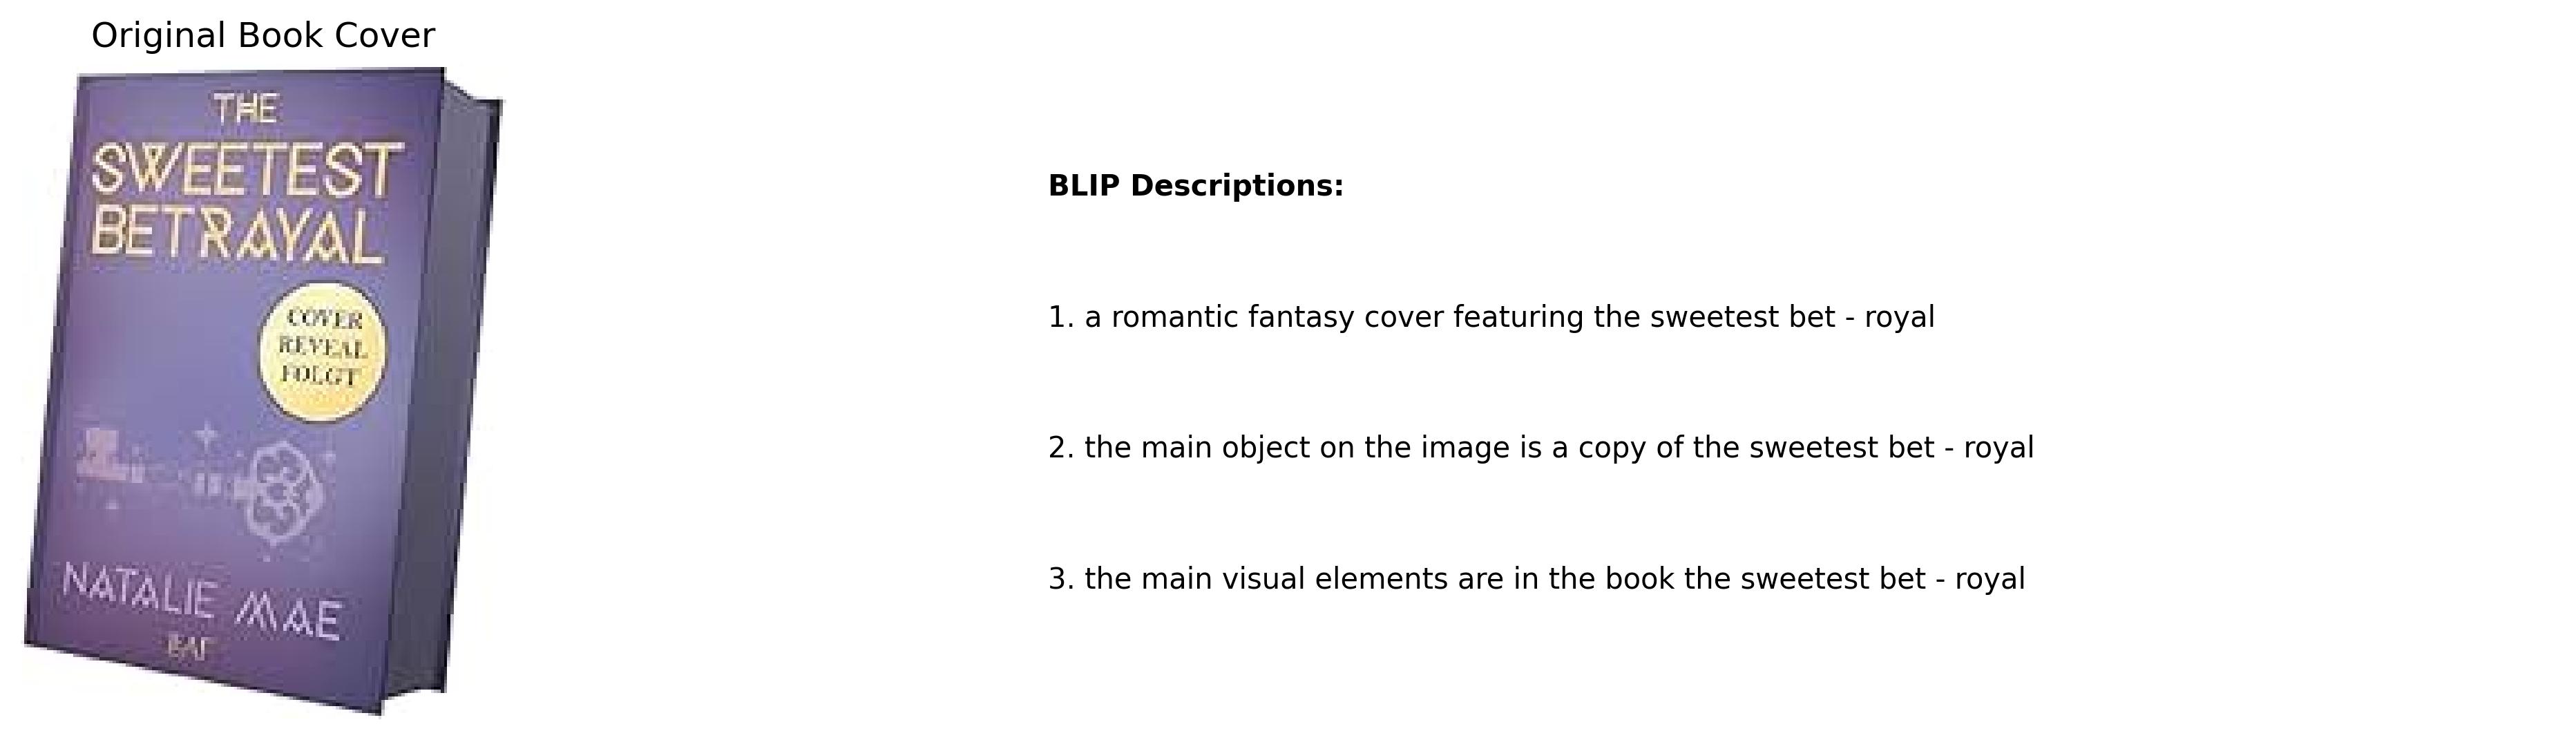 Original Book Cover
THE
SWEETEST
BETRAYAL
COVER
REVEAL
FOLGT
NATALIE MAE
BLIP Descriptions:
1. a romantic fantasy cover featuring the sweetest bet - royal
2. the main object on the image is a copy of the sweetest bet - royal
3. the main visual elements are in the book the sweetest bet - royal